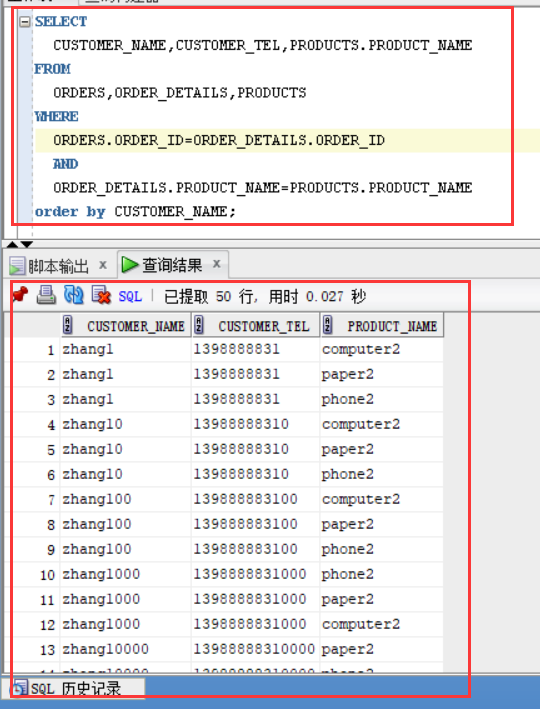 SELECT
CUSTOMER_NAME,CUSTOMER_TEL,PRODUCTS.PRODUCT_NAME
FROM
ORDERS,ORDER_DETAILS,PRODUCTS
WHERE
ORDERS.ORDER_ID=ORDER_DETAILS.ORDER_ID
AND
ORDER_DETAILS.PRODUCT_NAME=PRODUCTS.PRODUCT_NAME
order by CUSTOMER_NAME;
脚本输出 × 查询结果 ×
SQL | 已提取 50 行, 用时 0.027 秒
CUSTOMER_NAME CUSTOMER_TEL PRODUCT_NAME
1 zhang1 1398888831 computer2
2 zhang1 1398888831 paper2
3 zhang1 1398888831 phone2
4 zhang10 13988888310 computer2
5 zhang10 13988888310 paper2
6 zhang10 13988888310 phone2
7 zhang100 139888883100 computer2
8 zhang100 139888883100 paper2
9 zhang100 139888883100 phone2
10 zhang1000 1398888831000 phone2
11 zhang1000 1398888831000 paper2
12 zhang1000 1398888831000 computer2
13 zhang10000 13988888310000 paper2
SQL 历史记录